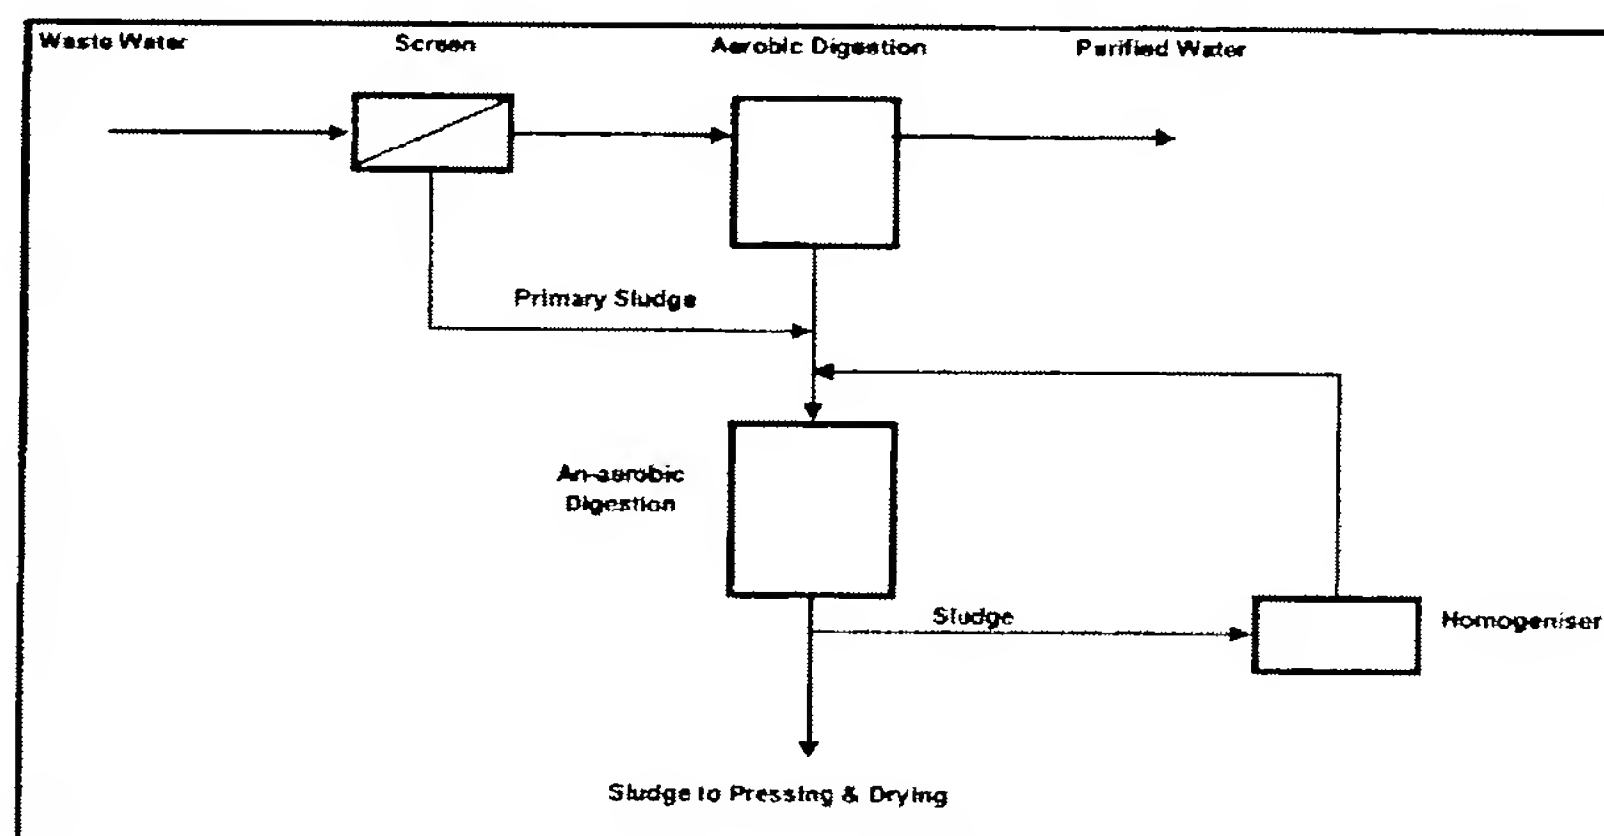 Waste Water
Screen
Aerobic Digestion
Purified Water
Primary Sludge
An-aerobic
Digestion
Sludge
Homogeniser
Sludge to Pressing & Drying